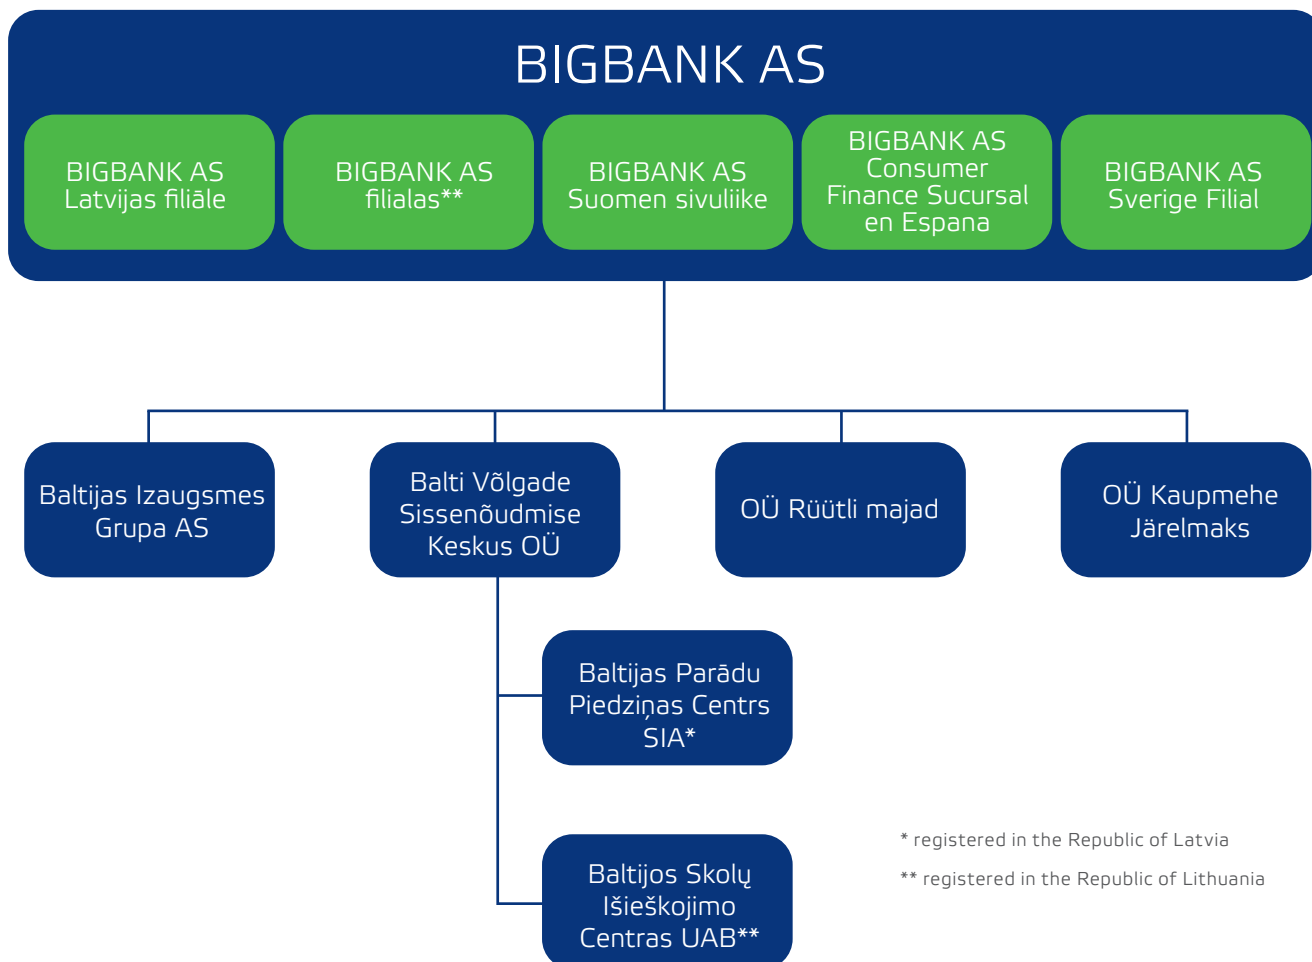 BIGBANK AS
BIGBANK AS
Latvijas filiāle
BIGBANK AS
filialas**
BIGBANK AS
Suomen sivuliike
BIGBANK AS
Consumer
Finance Sucursal
en Espana
BIGBANK AS
Sverige Filial
Baltijas Izaugsmes
Grupa AS
Balti Võlgade
Sissenõudmise
Keskus OÜ
OÜ Rüütli majad
OÜ Kaupmehe
Järelmaks
Baltijas Parādu
Piedziņas Centrs
SIA*
Baltijos Skolų
Išieškojimo
Centras UAB**
* registered in the Republic of Latvia
** registered in the Republic of Lithuania